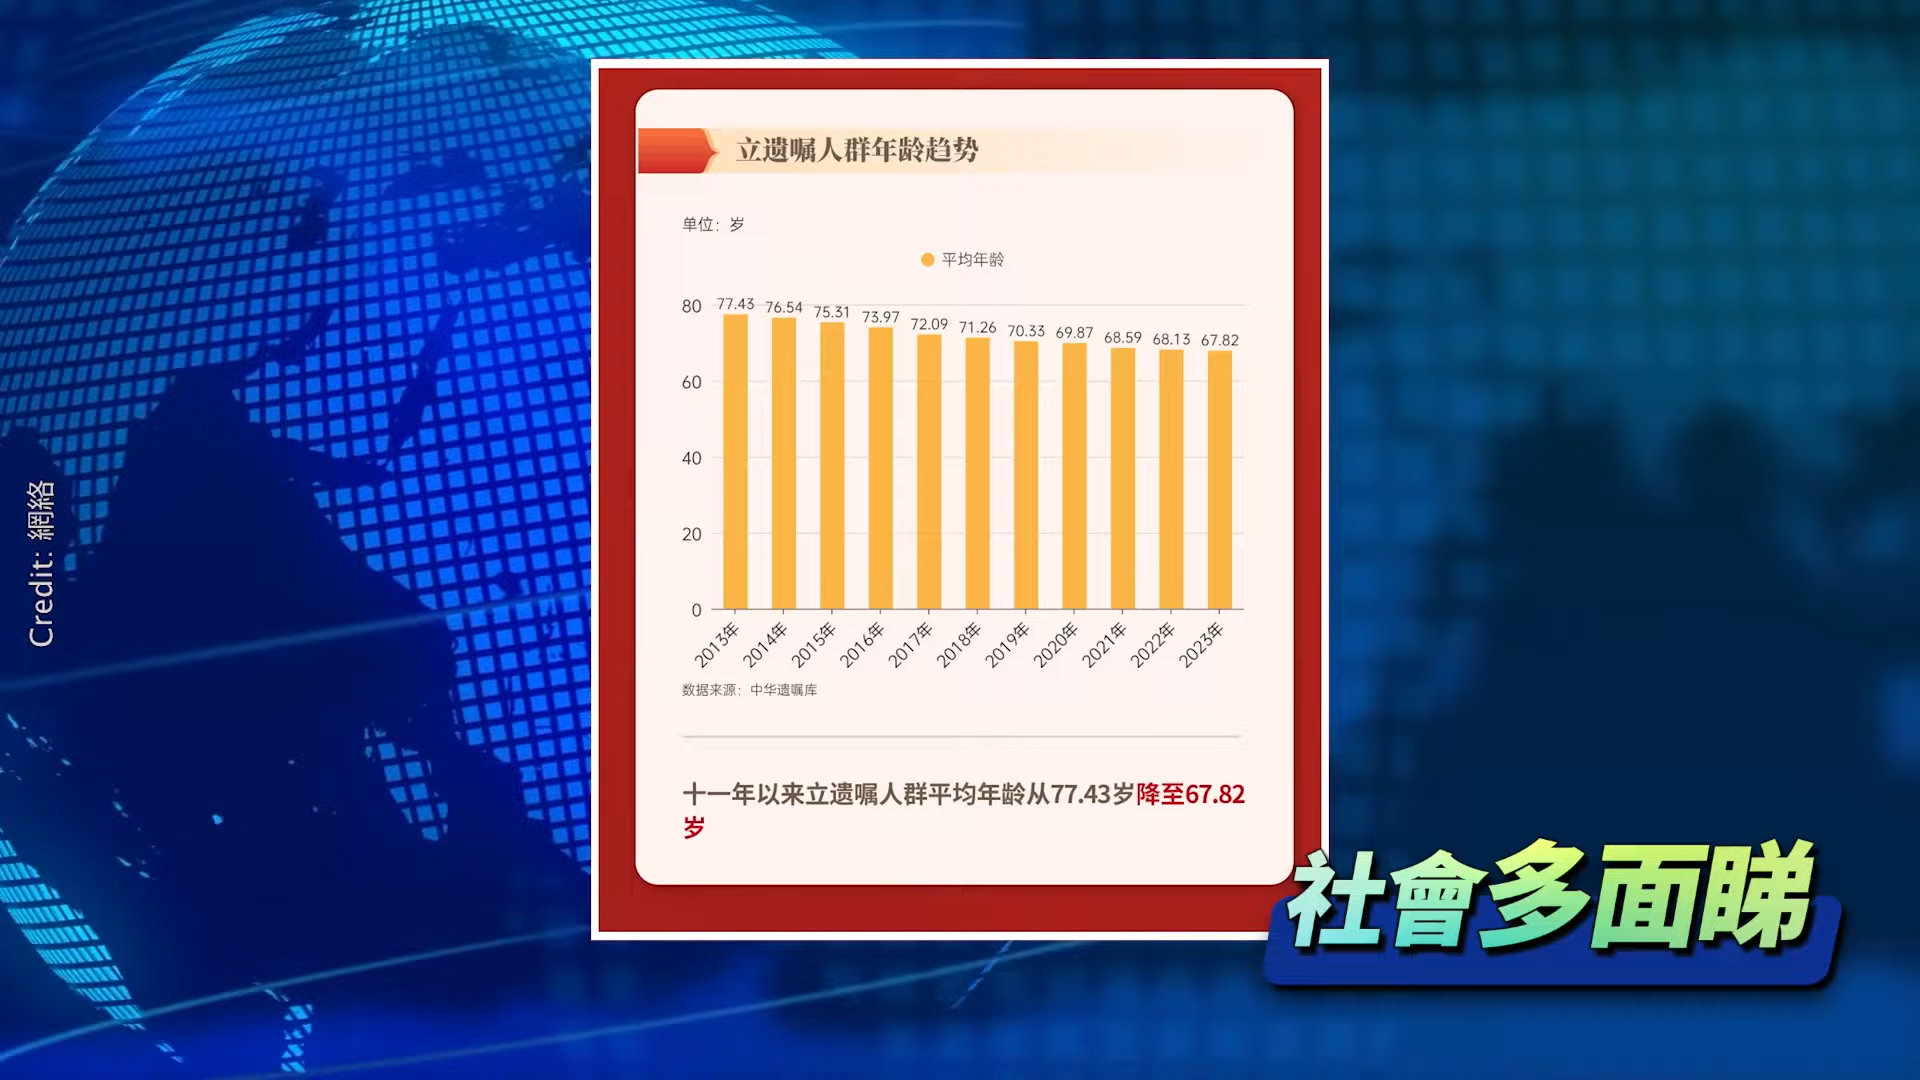 立遗嘱人群年龄趋势
单位：岁
平均年龄
80
60
40
20
0
77.43 76.54 75.31 73.97 72.09 71.26 70.33 69.87 68.59 68.13 67.82
2013年 2014年 2015年 2016年 2017年 2018年 2019年 2020年 2021年 2022年 2023年
数据来源：中华遗嘱库
十一年以来立遗嘱人群平均年龄从77.43岁降至67.82
岁
Credit: 網絡
社會多面睇